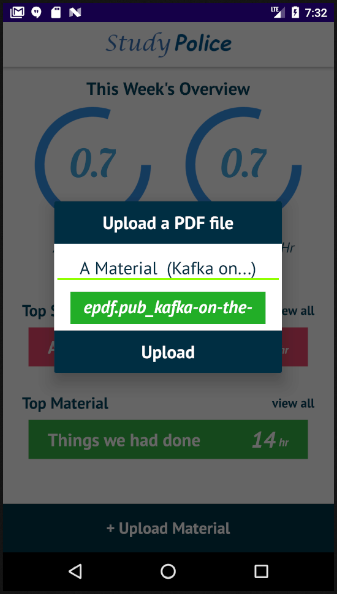 LTE 7:32
Study Police
This Week's Overview
0.7 0.7
Hr
Upload a PDF file
A Material (Kafka on...)
epdf.pub_kafka-on-the-
Top S ew all
A hr
Upload
Top Material view all
Things we had done 14 hr
+ Upload Material